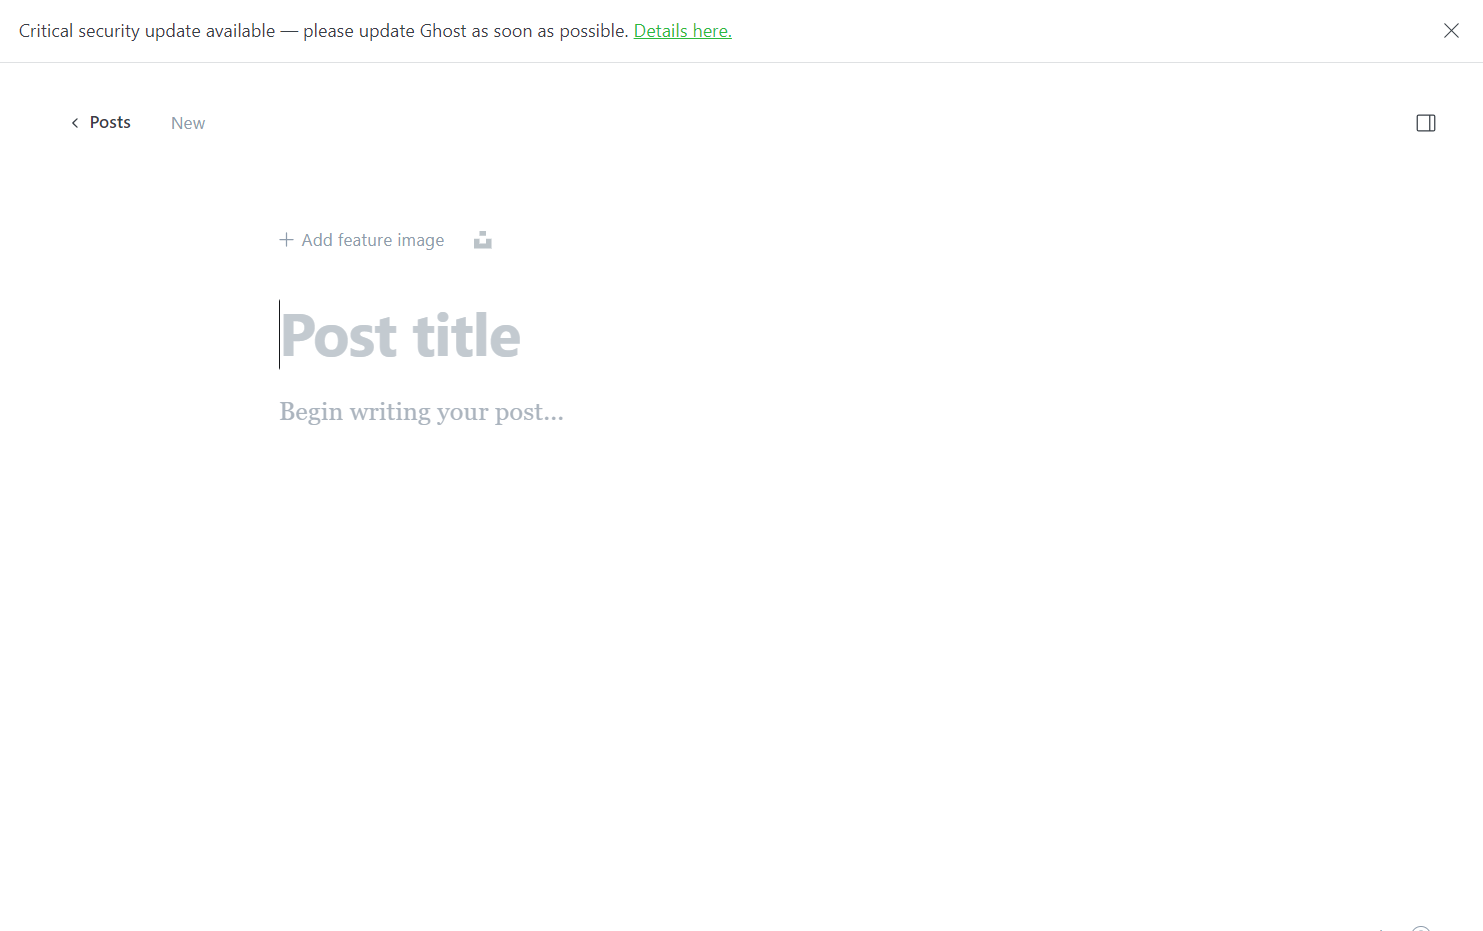 Critical security update available — please update Ghost as soon as possible. Details here.
Posts New
Add feature image
Post title
Begin writing your post...